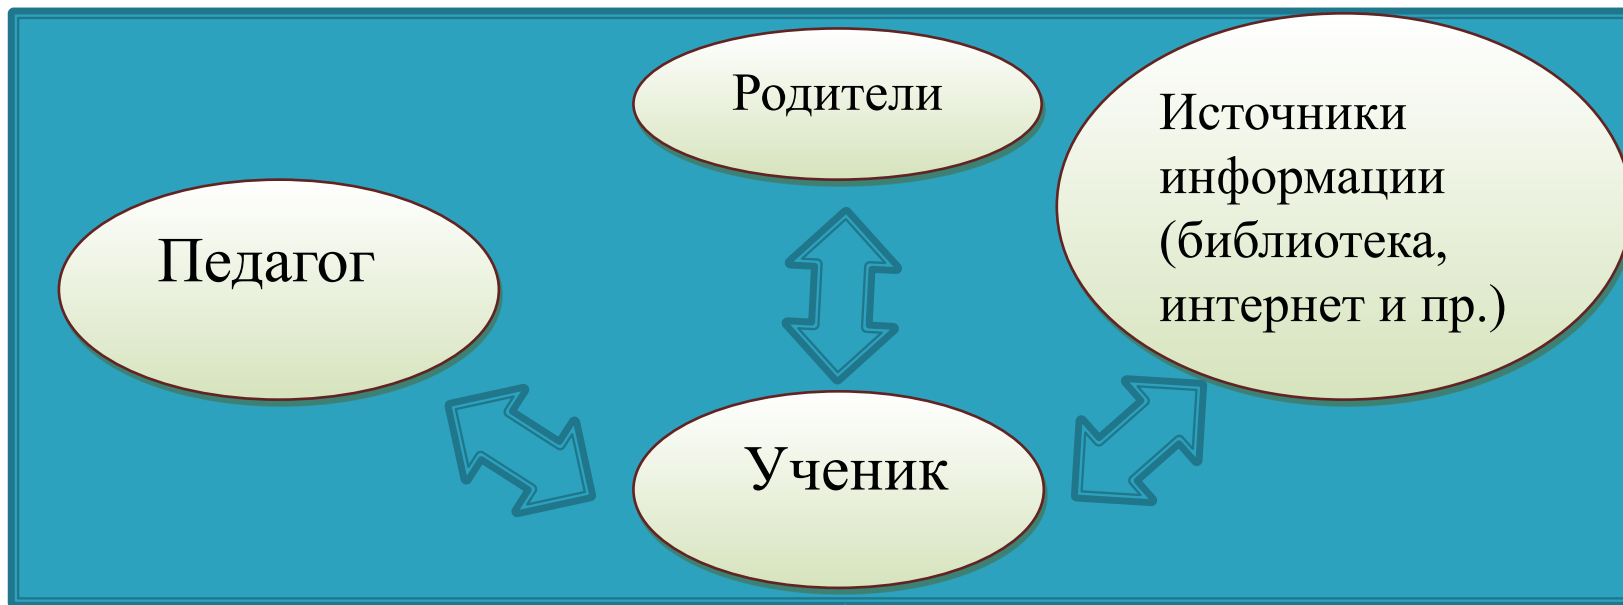 Родители
Источники
информации
(библиотека,
интернет и пр.)
Педагог
Ученик